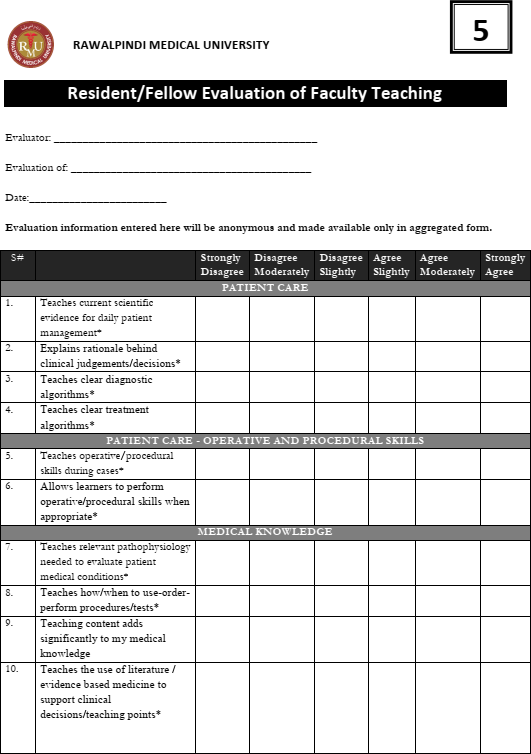 5
RMU
RAWALPINDI MEDICAL UNIVERSITY
Resident/Fellow Evaluation of Faculty Teaching
Evaluator: ______________________________________________
Evaluation of: __________________________________________
Date:________________________
Evaluation information entered here will be anonymous and made available only in aggregated form.
S# Strongly Disagree Disagree Agree Agree Strongly
Disagree Moderately Slightly Slightly Moderately Agree
PATIENT CARE
1. Teaches current scientific
evidence for daily patient
management*
2. Explains rationale behind
clinical judgements/decisions*
3. Teaches clear diagnostic
algorithms*
4. Teaches clear treatment
algorithms*
PATIENT CARE - OPERATIVE AND PROCEDURAL SKILLS
5. Teaches operative/procedural
skills during cases*
6. Allows learners to perform
operative/procedural skills when
appropriate*
MEDICAL KNOWLEDGE
7. Teaches relevant pathophysiology
needed to evaluate patient
medical conditions*
8. Teaches how/when to use-order-
perform procedures/tests*
9. Teaching content adds
significantly to my medical
knowledge
10. Teaches the use of literature /
evidence based medicine to
support clinical
decisions/teaching points*